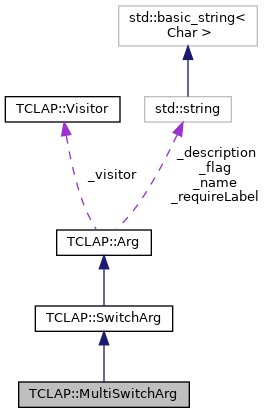 std::basic_string<
Char >
TCLAP::Visitor
std::string
_visitor
_description
_flag
_name
_requireLabel
TCLAP::Arg
TCLAP::SwitchArg
TCLAP::MultiSwitchArg